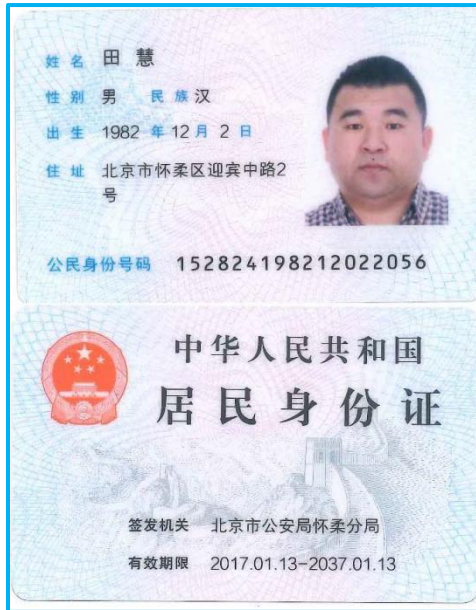 姓名 田慧
性别 男 民族 汉
出生 1982 年 12 月 2 日
住址 北京市怀柔区迎宾中路2
号
公民身份号码 152824198212022056
中华人民共和国
居民身份证
签发机关 北京市公安局怀柔分局
有效期限 2017.01.13-2037.01.13